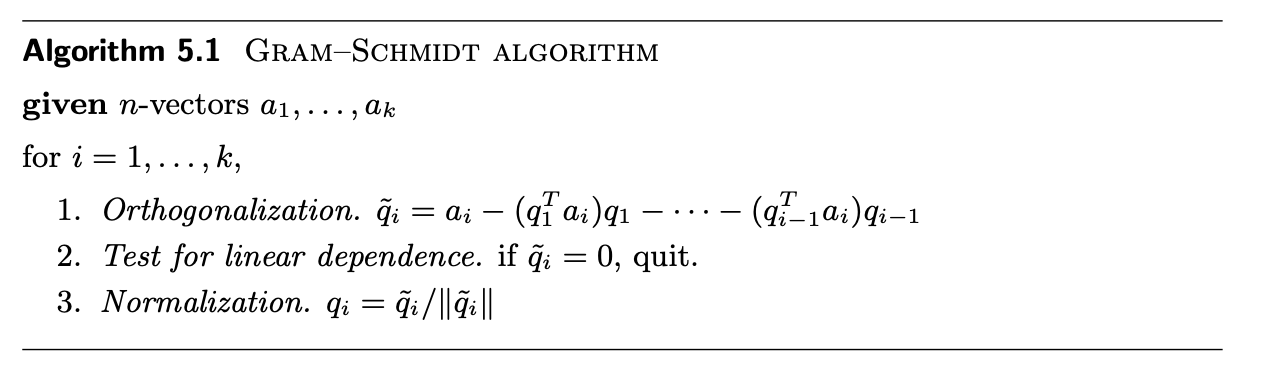 Algorithm 5.1 Gram–Schmidt algorithm
given n-vectors a₁, . . . , aₖ
for i = 1, . . . , k,
1. Orthogonalization. q̃ᵢ = aᵢ − (q₁ᵀaᵢ)q₁ − ⋯ − (qᵢ₋₁ᵀaᵢ)qᵢ₋₁
2. Test for linear dependence. if q̃ᵢ = 0, quit.
3. Normalization. qᵢ = q̃ᵢ/‖q̃ᵢ‖